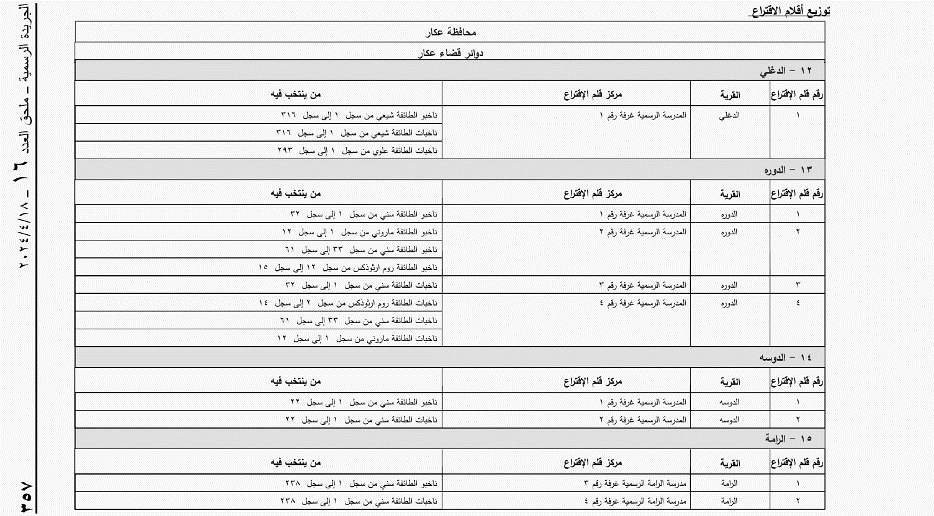 الجريدة الرسمية – ملحق العدد ١٦ – ٢٠٢٤/٤/١٨
٣٥٧
توزيع أقلام الاقتراع
محافظة عكار
دوائر قضاء عكار
١٢ - الدغلي
رقم قلم الإقتراع القرية مركز قلم الإقتراع من ينتخب فيه
١ الدغلي المدرسة الرسمية غرفة رقم ١ ناخبو الطائفة شيعي من سجل ١ إلى سجل ٣١٦
ناخبات الطائفة شيعي من سجل ١ إلى سجل ٣١٦
ناخبات الطائفة علوي من سجل ١ إلى سجل ٢٩٣
١٣ - الدوره
رقم قلم الإقتراع القرية مركز قلم الإقتراع من ينتخب فيه
١ الدوره المدرسة الرسمية غرفة رقم ١ ناخبو الطائفة سني من سجل ١ إلى سجل ٣٢
٢ الدوره المدرسة الرسمية غرفة رقم ٢ ناخبو الطائفة ماروني من سجل ١ إلى سجل ١٢
ناخبو الطائفة سني من سجل ٣٣ إلى سجل ٦١
ناخبو الطائفة روم ارثوذكس من سجل ١٢ إلى سجل ١٥
٣ الدوره المدرسة الرسمية غرفة رقم ٣ ناخبات الطائفة سني من سجل ١ إلى سجل ٣٢
٤ الدوره المدرسة الرسمية غرفة رقم ٤ ناخبات الطائفة روم ارثوذكس من سجل ٢ إلى سجل ١٤
ناخبات الطائفة سني من سجل ٣٣ إلى سجل ٦١
ناخبات الطائفة ماروني من سجل ١ إلى سجل ١٢
١٤ - الدوسه
رقم قلم الإقتراع القرية مركز قلم الإقتراع من ينتخب فيه
١ الدوسه المدرسة الرسمية غرفة رقم ١ ناخبو الطائفة سني من سجل ١ إلى سجل ٢٢
٢ الدوسه المدرسة الرسمية غرفة رقم ٢ ناخبات الطائفة سني من سجل ١ إلى سجل ٢٢
١٥ - الرامة
رقم قلم الإقتراع القرية مركز قلم الإقتراع من ينتخب فيه
١ الرامة مدرسة الرامة الرسمية غرفة رقم ٣ ناخبو الطائفة سني من سجل ١ إلى سجل ٢٣٨
٢ الرامة مدرسة الرامة الرسمية غرفة رقم ٤ ناخبات الطائفة سني من سجل ١ إلى سجل ٢٣٨